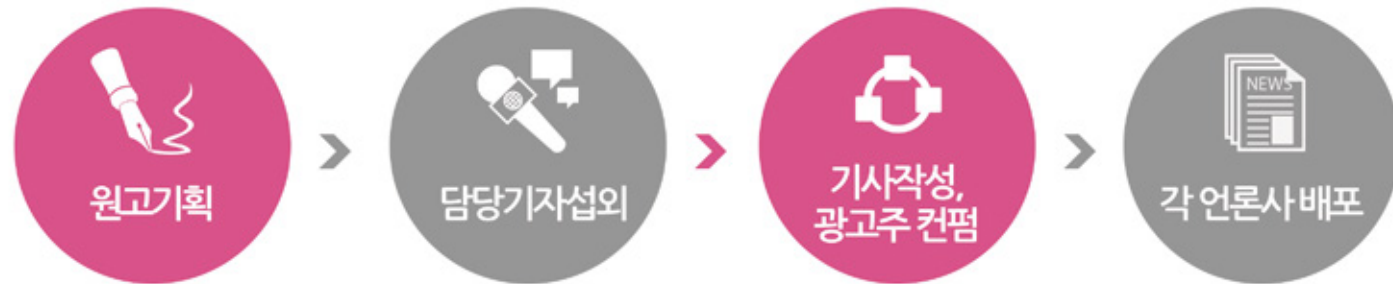 원고기획
담당기자섭외
기사작성,
광고주 컨펌
NEWS
각 언론사 배포